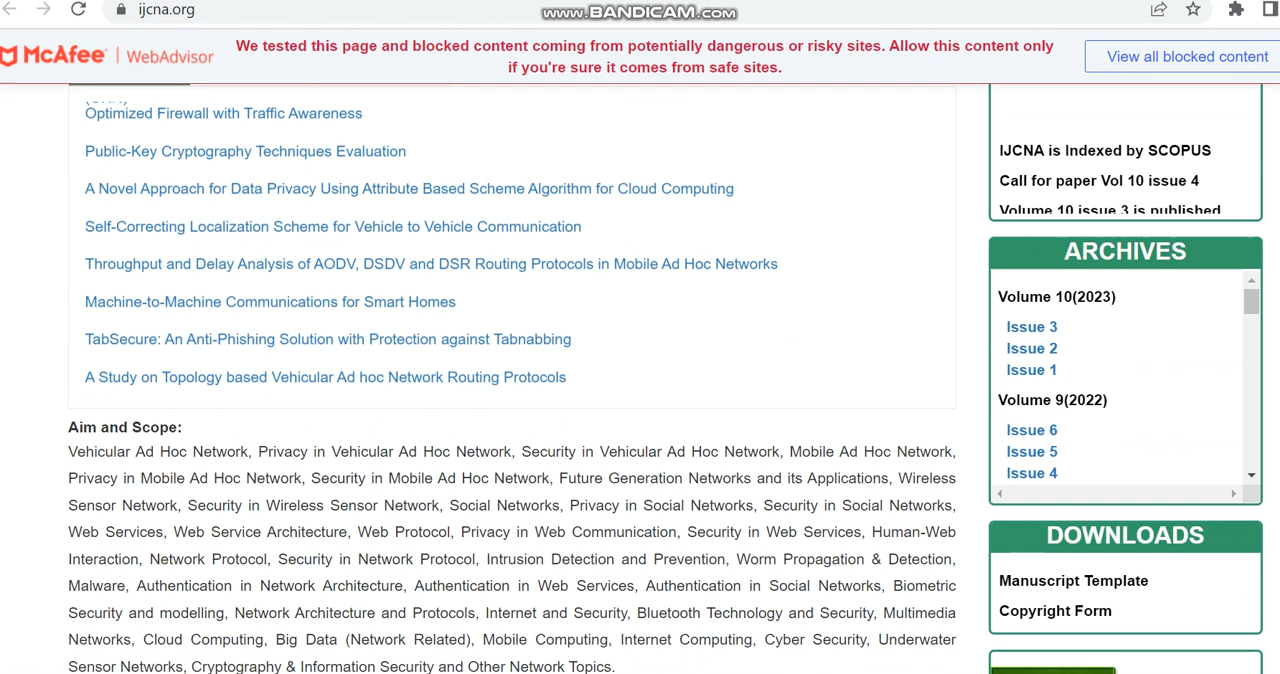 ijcna.org
www.BANDICAM.com
McAfee | WebAdvisor
We tested this page and blocked content coming from potentially dangerous or risky sites. Allow this content only
if you're sure it comes from safe sites.
View all blocked content
Optimized Firewall with Traffic Awareness
Public-Key Cryptography Techniques Evaluation
A Novel Approach for Data Privacy Using Attribute Based Scheme Algorithm for Cloud Computing
Self-Correcting Localization Scheme for Vehicle to Vehicle Communication
Throughput and Delay Analysis of AODV, DSDV and DSR Routing Protocols in Mobile Ad Hoc Networks
Machine-to-Machine Communications for Smart Homes
TabSecure: An Anti-Phishing Solution with Protection against Tabnabbing
A Study on Topology based Vehicular Ad hoc Network Routing Protocols
Aim and Scope:
Vehicular Ad Hoc Network, Privacy in Vehicular Ad Hoc Network, Security in Vehicular Ad Hoc Network, Mobile Ad Hoc Network,
Privacy in Mobile Ad Hoc Network, Security in Mobile Ad Hoc Network, Future Generation Networks and its Applications, Wireless
Sensor Network, Security in Wireless Sensor Network, Social Networks, Privacy in Social Networks, Security in Social Networks,
Web Services, Web Service Architecture, Web Protocol, Privacy in Web Communication, Security in Web Services, Human-Web
Interaction, Network Protocol, Security in Network Protocol, Intrusion Detection and Prevention, Worm Propagation & Detection,
Malware, Authentication in Network Architecture, Authentication in Web Services, Authentication in Social Networks, Biometric
Security and modelling, Network Architecture and Protocols, Internet and Security, Bluetooth Technology and Security, Multimedia
Networks, Cloud Computing, Big Data (Network Related), Mobile Computing, Internet Computing, Cyber Security, Underwater
Sensor Networks, Cryptography & Information Security and Other Network Topics.
IJCNA is Indexed by SCOPUS
Call for paper Vol 10 issue 4
Volume 10 issue 3 is published
ARCHIVES
Volume 10(2023)
Issue 3
Issue 2
Issue 1
Volume 9(2022)
Issue 6
Issue 5
Issue 4
DOWNLOADS
Manuscript Template
Copyright Form